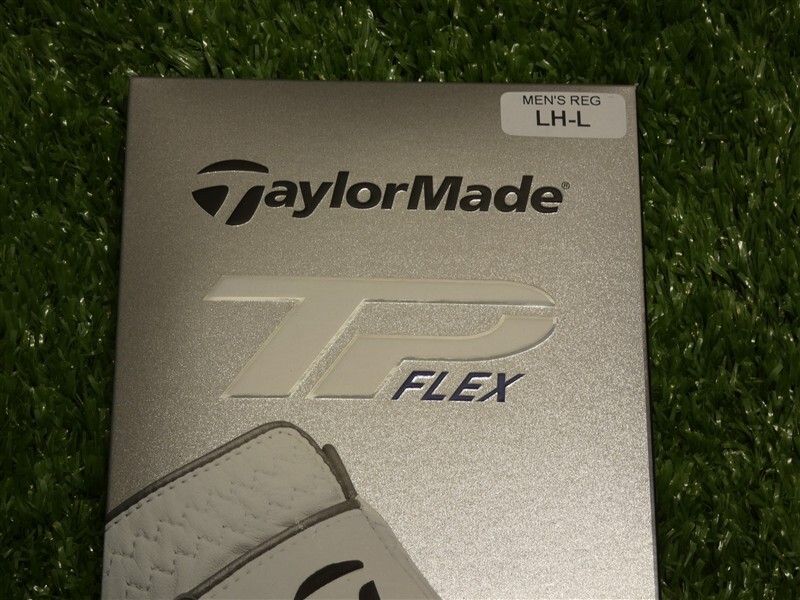 MEN'S REG
LH-L
TaylorMade®
TP
FLEX